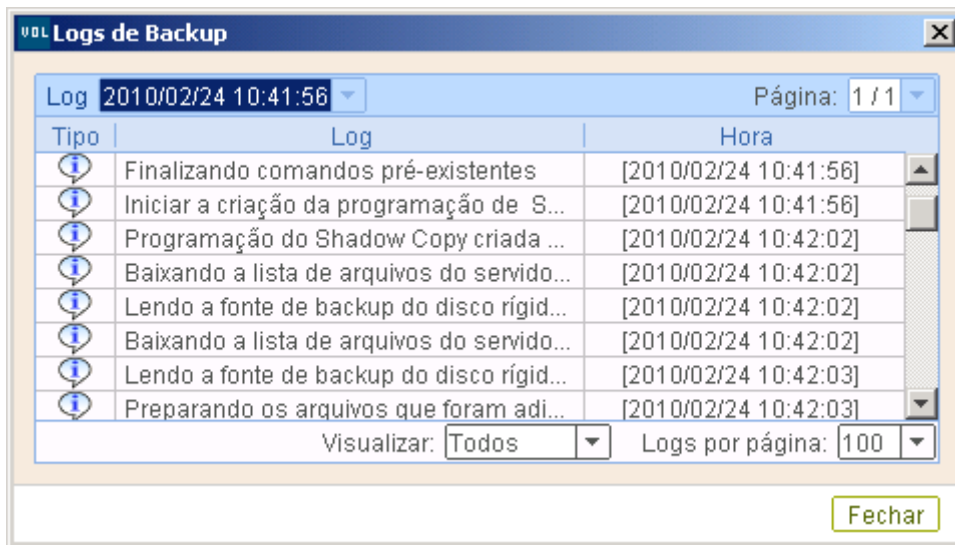 UOL Logs de Backup
Log 2010/02/24 10:41:56 Página: 1 / 1
Tipo Log Hora
Finalizando comandos pré-existentes [2010/02/24 10:41:56]
Iniciar a criação da programação de S... [2010/02/24 10:41:56]
Programação do Shadow Copy criada ... [2010/02/24 10:42:02]
Baixando a lista de arquivos do servido... [2010/02/24 10:42:02]
Lendo a fonte de backup do disco rígid... [2010/02/24 10:42:02]
Baixando a lista de arquivos do servido... [2010/02/24 10:42:02]
Lendo a fonte de backup do disco rígid... [2010/02/24 10:42:03]
Preparando os arquivos que foram adi... [2010/02/24 10:42:03]
Visualizar: Todos Logs por página: 100
Fechar